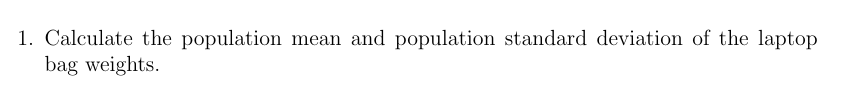 1. Calculate the population mean and population standard deviation of the laptop
bag weights.